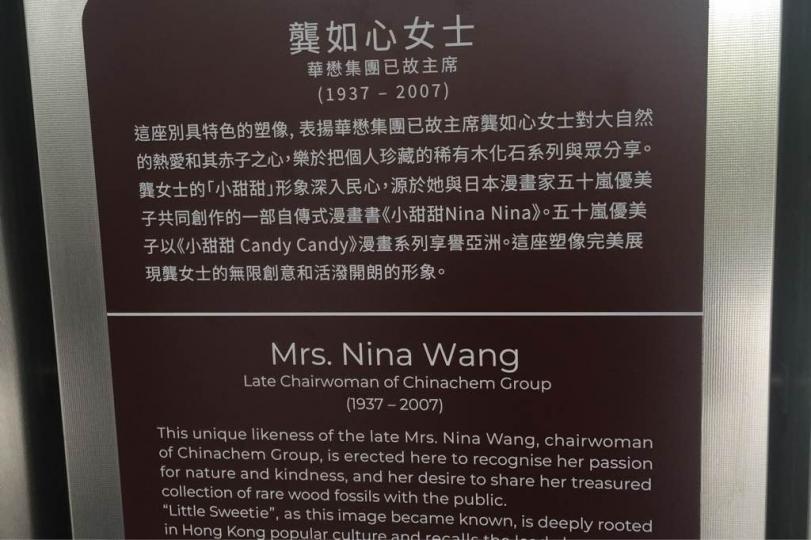 龔如心女士
華懋集團已故主席
(1937 – 2007)
這座別具特色的塑像, 表揚華懋集團已故主席龔如心女士對大自然
的熱愛和其赤子之心，樂於把個人珍藏的稀有木化石系列與眾分享。
龔女士的「小甜甜」形象深入民心，源於她與日本漫畫家五十嵐優美
子共同創作的一部自傳式漫畫書《小甜甜Nina Nina》。五十嵐優美
子以《小甜甜 Candy Candy》漫畫系列享譽亞洲。這座塑像完美展
現龔女士的無限創意和活潑開朗的形象。
Mrs. Nina Wang
Late Chairwoman of Chinachem Group
(1937 – 2007)
This unique likeness of the late Mrs. Nina Wang, chairwoman
of Chinachem Group, is erected here to recognise her passion
for nature and kindness, and her desire to share her treasured
collection of rare wood fossils with the public.
“Little Sweetie”, as this image became known, is deeply rooted
in Hong Kong popular culture and recalls the